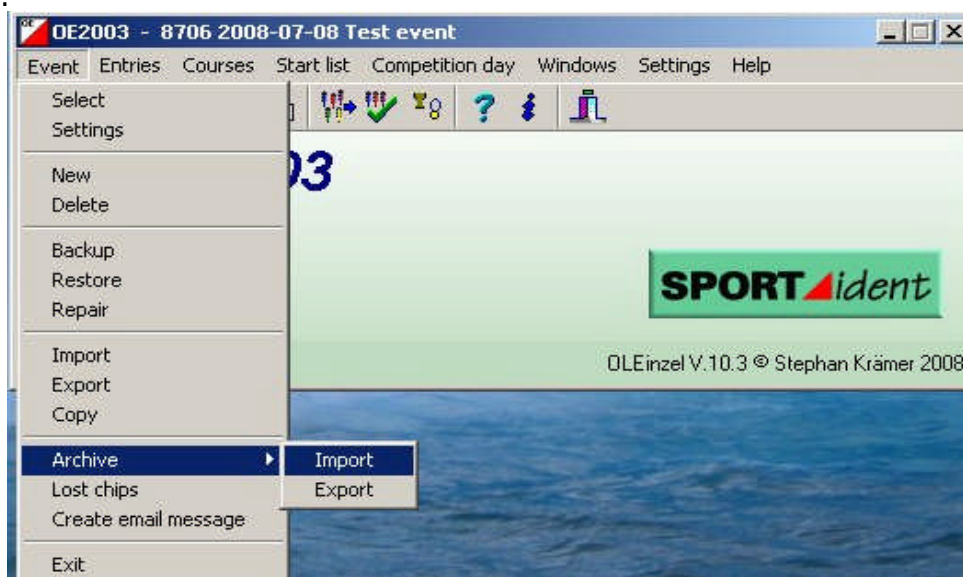 .
OE2003 - 8706 2008-07-08 Test event
Event Entries Courses Start list Competition day Windows Settings Help
Select
Settings
03
New
Delete
Backup
Restore
Repair
SPORTident
Import
OLEinzel V.10.3 © Stephan Krämer 2008
Export
Copy
Archive
Import
Lost chips
Export
Create email message
Exit